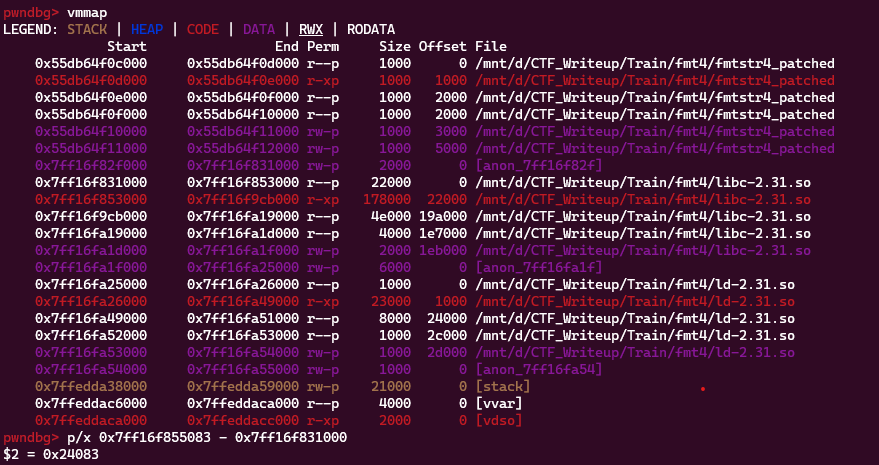 pwndbg> vmmap
LEGEND: STACK | HEAP | CODE | DATA | RWX | RODATA
Start End Perm Size Offset File
0x55db64f0c000 0x55db64f0d000 r--p 1000 0 /mnt/d/CTF_Writeup/Train/fmt4/fmtstr4_patched
0x55db64f0d000 0x55db64f0e000 r-xp 1000 1000 /mnt/d/CTF_Writeup/Train/fmt4/fmtstr4_patched
0x55db64f0e000 0x55db64f0f000 r--p 1000 2000 /mnt/d/CTF_Writeup/Train/fmt4/fmtstr4_patched
0x55db64f0f000 0x55db64f10000 r--p 1000 2000 /mnt/d/CTF_Writeup/Train/fmt4/fmtstr4_patched
0x55db64f10000 0x55db64f11000 rw-p 1000 3000 /mnt/d/CTF_Writeup/Train/fmt4/fmtstr4_patched
0x55db64f11000 0x55db64f12000 rw-p 1000 5000 /mnt/d/CTF_Writeup/Train/fmt4/fmtstr4_patched
0x7ff16f82f000 0x7ff16f831000 rw-p 2000 0 [anon_7ff16f82f]
0x7ff16f831000 0x7ff16f853000 r--p 22000 0 /mnt/d/CTF_Writeup/Train/fmt4/libc-2.31.so
0x7ff16f853000 0x7ff16f9cb000 r-xp 178000 22000 /mnt/d/CTF_Writeup/Train/fmt4/libc-2.31.so
0x7ff16f9cb000 0x7ff16fa19000 r--p 4e000 19a000 /mnt/d/CTF_Writeup/Train/fmt4/libc-2.31.so
0x7ff16fa19000 0x7ff16fa1d000 r--p 4000 1e7000 /mnt/d/CTF_Writeup/Train/fmt4/libc-2.31.so
0x7ff16fa1d000 0x7ff16fa1f000 rw-p 2000 1eb000 /mnt/d/CTF_Writeup/Train/fmt4/libc-2.31.so
0x7ff16fa1f000 0x7ff16fa25000 rw-p 6000 0 [anon_7ff16fa1f]
0x7ff16fa25000 0x7ff16fa26000 r--p 1000 0 /mnt/d/CTF_Writeup/Train/fmt4/ld-2.31.so
0x7ff16fa26000 0x7ff16fa49000 r-xp 23000 1000 /mnt/d/CTF_Writeup/Train/fmt4/ld-2.31.so
0x7ff16fa49000 0x7ff16fa51000 r--p 8000 24000 /mnt/d/CTF_Writeup/Train/fmt4/ld-2.31.so
0x7ff16fa52000 0x7ff16fa53000 r--p 1000 2c000 /mnt/d/CTF_Writeup/Train/fmt4/ld-2.31.so
0x7ff16fa53000 0x7ff16fa54000 rw-p 1000 2d000 /mnt/d/CTF_Writeup/Train/fmt4/ld-2.31.so
0x7ff16fa54000 0x7ff16fa55000 rw-p 1000 0 [anon_7ff16fa54]
0x7ffedda38000 0x7ffedda59000 rw-p 21000 0 [stack]
0x7ffeddac6000 0x7ffeddaca000 r--p 4000 0 [vvar]
0x7ffeddaca000 0x7ffeddacc000 r-xp 2000 0 [vdso]
pwndbg> p/x 0x7ff16f855083 - 0x7ff16f831000
$2 = 0x24083